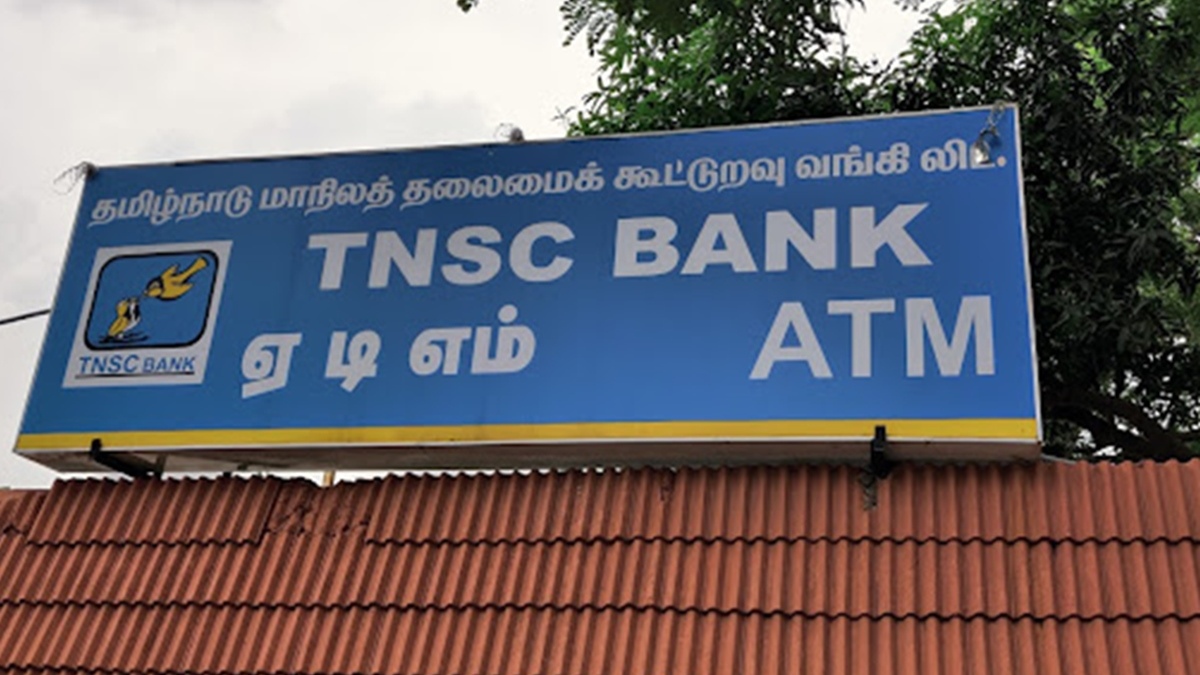 தமிழ்நாடு மாநிலத் தலைமைக் கூட்டுறவு வங்கி லிட்.
TNSC BANK
TNSC BANK
ஏ டி எம்
ATM